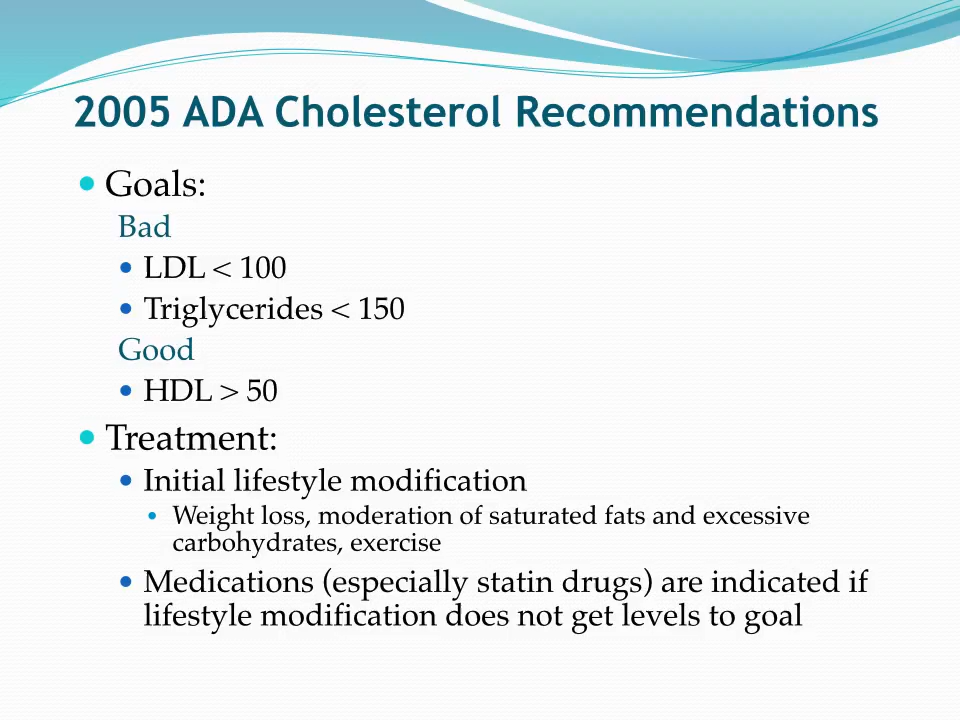 2005 ADA Cholesterol Recommendations
Goals:
Bad
LDL < 100
Triglycerides < 150
Good
HDL > 50
Treatment:
Initial lifestyle modification
Weight loss, moderation of saturated fats and excessive
carbohydrates, exercise
Medications (especially statin drugs) are indicated if
lifestyle modification does not get levels to goal